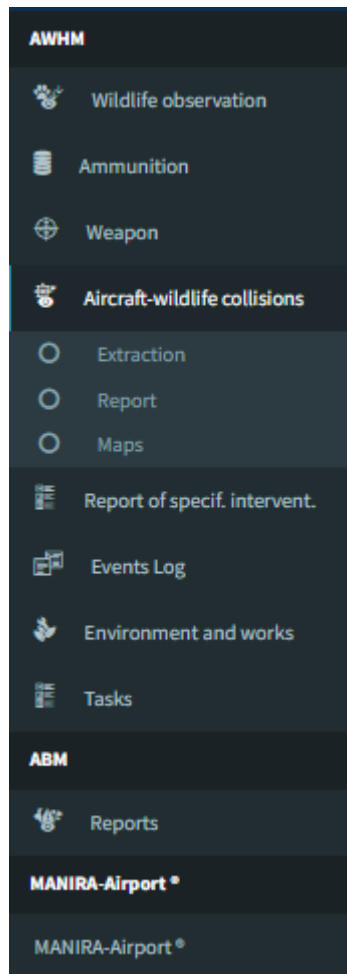 AWHM
Wildlife observation
Ammunition
Weapon
Aircraft-wildlife collisions
Extraction
Report
Maps
Report of specif. intervent.
Events Log
Environment and works
Tasks
ABM
Reports
MANIRA-Airport ®
MANIRA-Airport ®